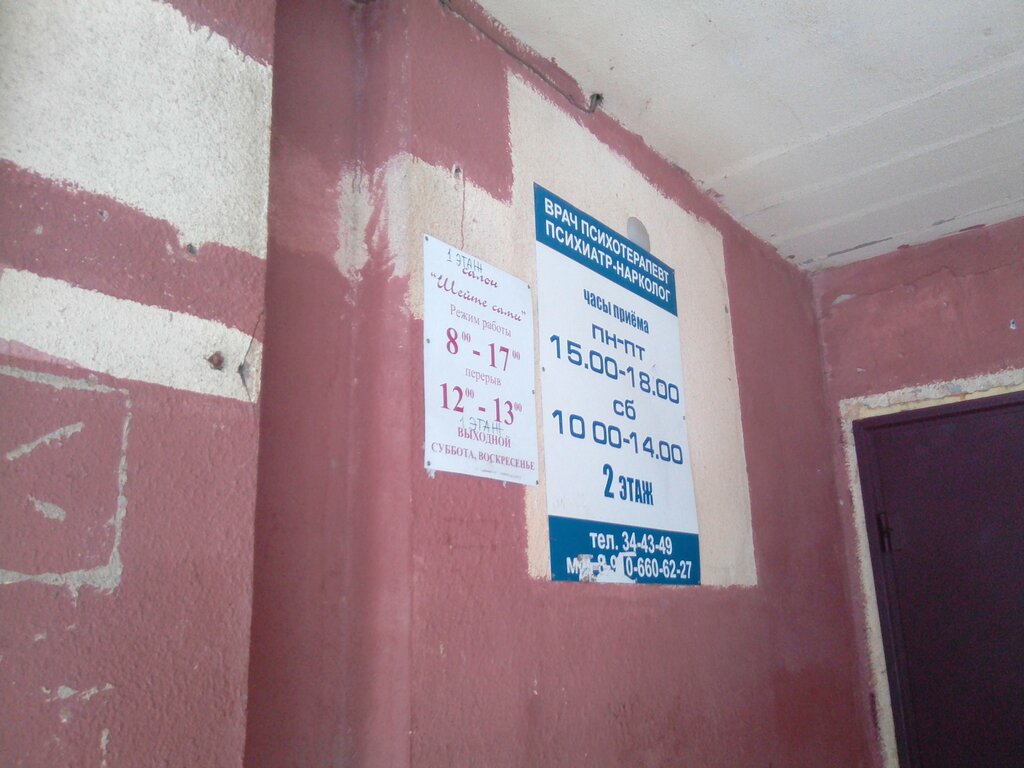 1 ЭТАЖ
салон
"Шейте сами"
Режим работы
8⁰⁰ - 17⁰⁰
перерыв
12⁰⁰ - 13⁰⁰
1 ЭТАЖ
ВЫХОДНОЙ
СУББОТА, ВОСКРЕСЕНЬЕ
ВРАЧ ПСИХОТЕРАПЕВТ
ПСИХИАТР-НАРКОЛОГ
часы приёма
пн-пт
15.00-18.00
сб
10 00-14.00
2 этаж
тел. 34-43-49
0-660-62-27